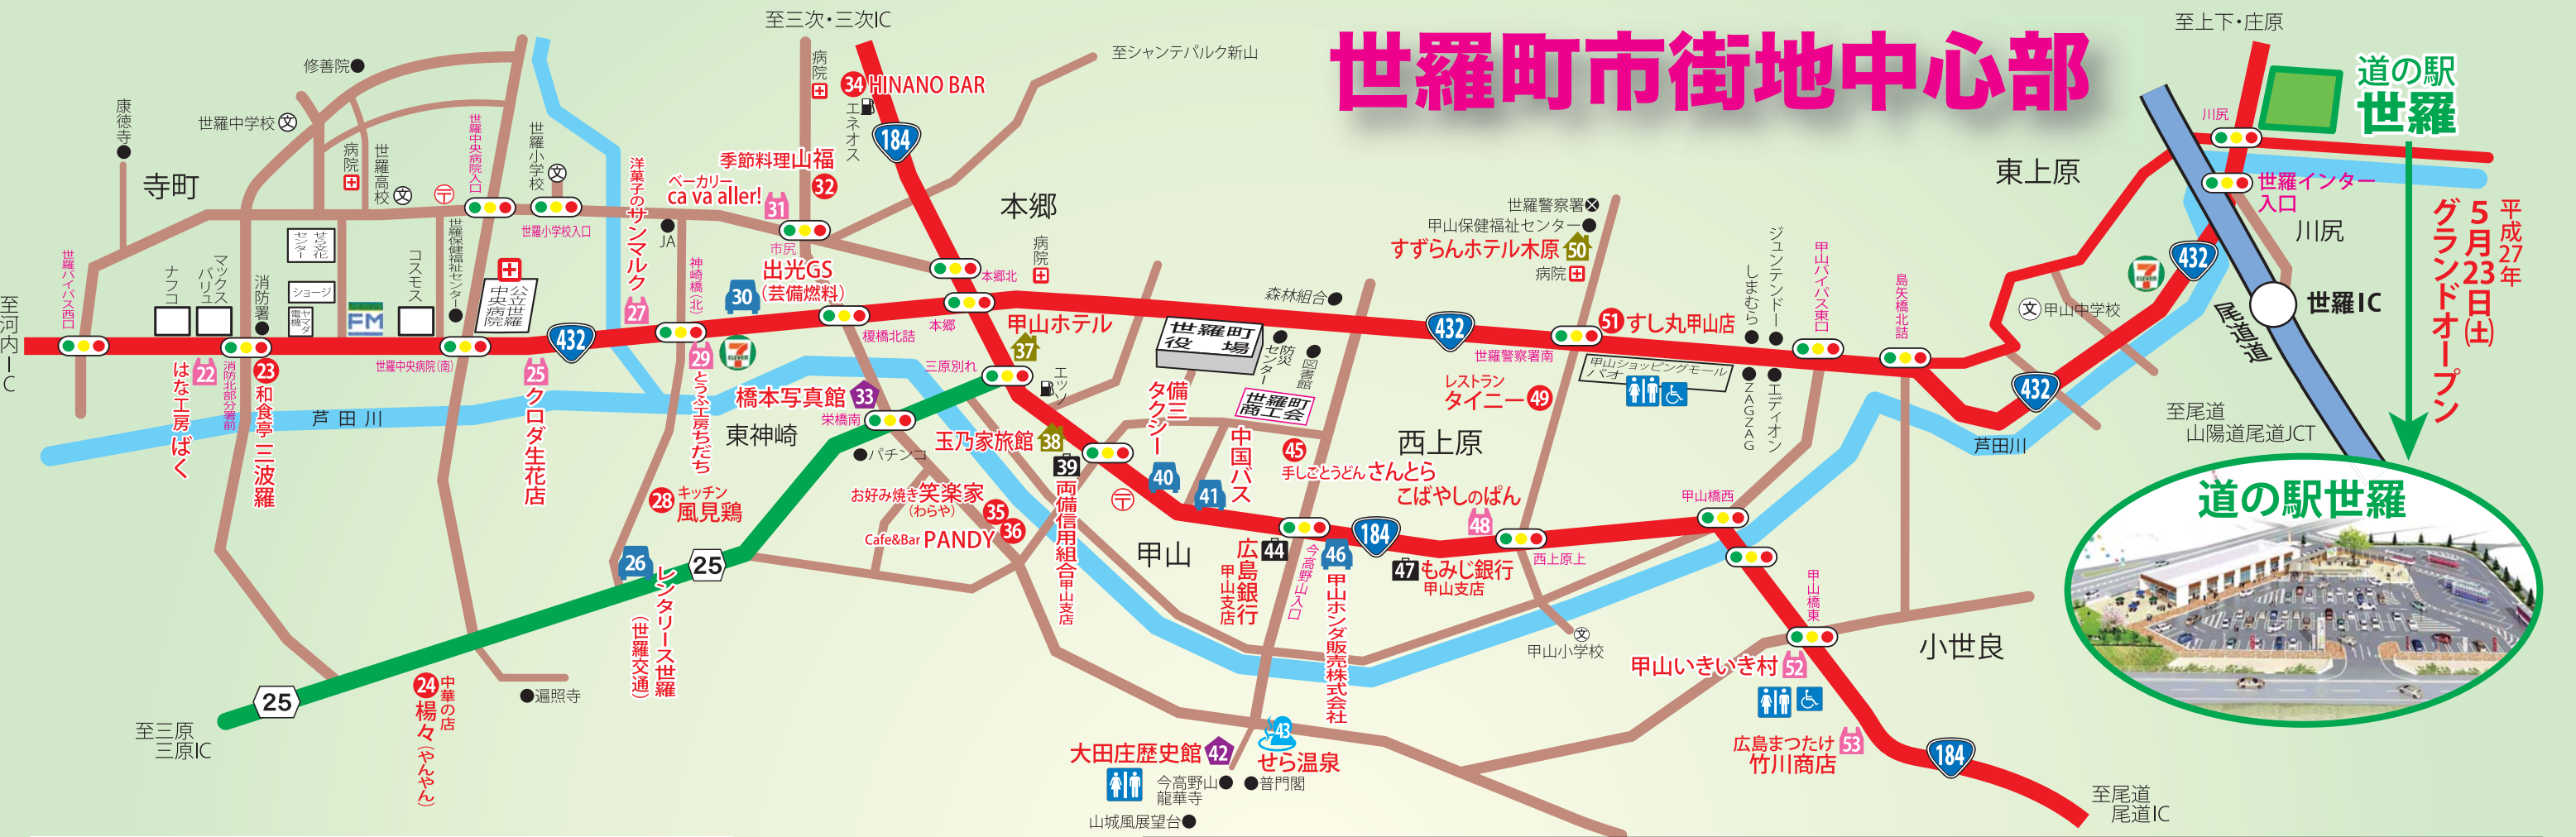 世羅町市街地中心部
至三次・三次IC
至上下・庄原
至シャンテパルク新山
道の駅
世羅
平成27年
5月23日(土)
グランドオープン
道の駅世羅
修善院
康徳寺
世羅中学校
文
病院
世羅高校
文
〒
世羅中央病院入口
世羅小学校
文
世羅小学校入口
寺町
世羅バイパス西口
至河内IC
ナフコ
マックスバリュ
消防署
せら文化
センター
ショージ
ヤマダ
電機
FM
コスモス
世羅保健福祉センター
公立世羅
中央病院
世羅中央病院(南)
432
22
はな工房 ばく
消防北部分署前
23
和食亭 三波羅
芦田川
25
クロダ生花店
洋菓子のサンマルク
27
JA
神崎橋(北)
29
とうふ工房ちだち
ELEVEN
30
出光GS
(芸備燃料)
ベーカリー
ca va aller!
31
季節料理山福
32
市尻
病院
34
HINANO BAR
エネオス
184
本郷
病院
本郷北
本郷
榎橋北詰
三原別れ
甲山ホテル
37
エッソ
橋本写真館
33
栄橋南
東神崎
パチンコ
28
キッチン
風見鶏
26
レンタリース世羅
(世羅交通)
25
25
至三原
三原IC
24
中華の店
楊々(やんやん)
遍照寺
玉乃家旅館
38
39
両備信用組合甲山支店
お好み焼き笑楽家
(わらや)
35
Cafe&Bar PANDY
36
〒
備三タクシー
40
中国バス
41
甲山
世羅町
役場
防災センター
図書館
森林組合
世羅町
商工会
45
手しごとうどん さんとら
広島銀行
甲山支店
44
今高野山入口
46
甲山ホンダ販売株式会社
184
47
もみじ銀行
甲山支店
こばやしのぱん
48
西上原上
西上原
レストラン
タイニー
49
世羅警察署
甲山保健福祉センター
すずらんホテル木原
50
病院
432
世羅警察署南
51
すし丸甲山店
甲山ショッピングモール
パオ
しまむら
ジュンテンドー
ZAGZAG
エディオン
甲山バイパス東口
島矢橋北詰
甲山橋西
甲山橋東
甲山小学校
文
甲山いきいき村
52
広島まつたけ
竹川商店
53
184
小世良
至尾道
尾道IC
大田庄歴史館
42
43
せら温泉
今高野山
龍華寺
普門閣
山城風展望台
東上原
川尻
世羅インター
入口
川尻
432
ELEVEN
文
甲山中学校
432
芦田川
尾道道
世羅IC
至尾道
山陽道尾道JCT